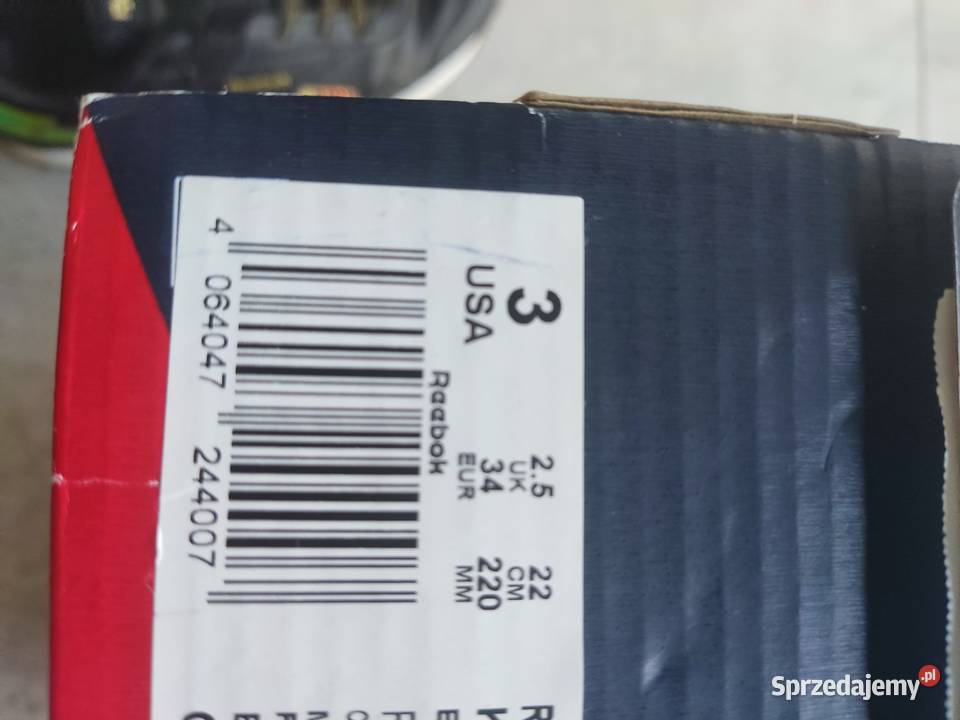 3
USA
2.5
UK
34
EUR
22
CM
220
MM
Reebok
4 064047 244007
Sprzedajemy.pl